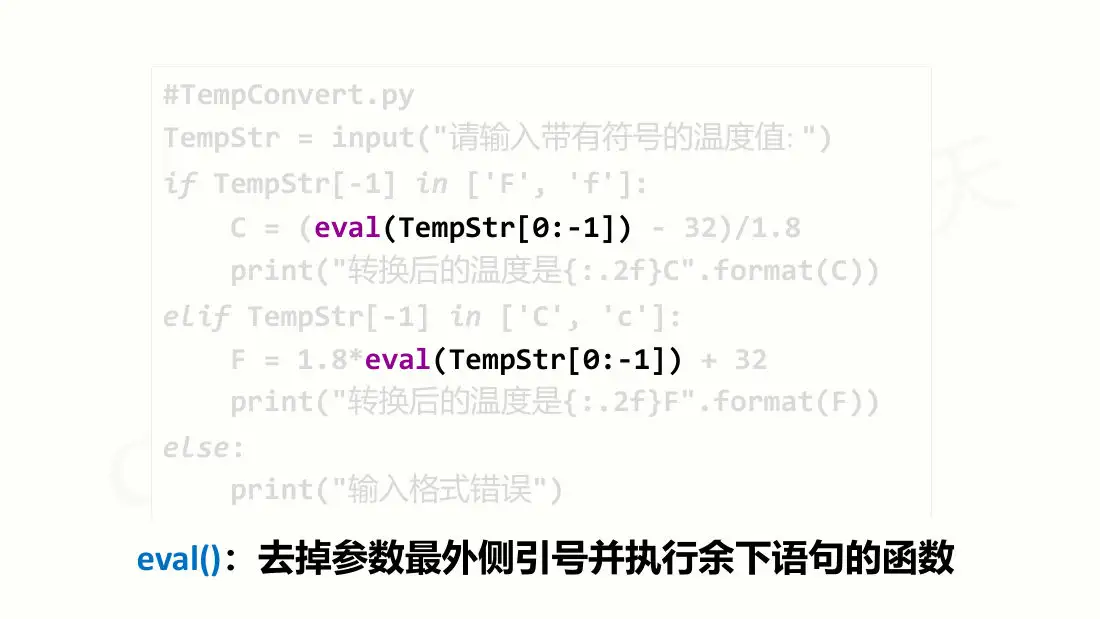 #TempConvert.py
TempStr = input("请输入带有符号的温度值: ")
if TempStr[-1] in ['F', 'f']:
    C = (eval(TempStr[0:-1]) - 32)/1.8
    print("转换后的温度是{:.2f}C".format(C))
elif TempStr[-1] in ['C', 'c']:
    F = 1.8*eval(TempStr[0:-1]) + 32
    print("转换后的温度是{:.2f}F".format(F))
else:
    print("输入格式错误")
eval()：去掉参数最外侧引号并执行余下语句的函数